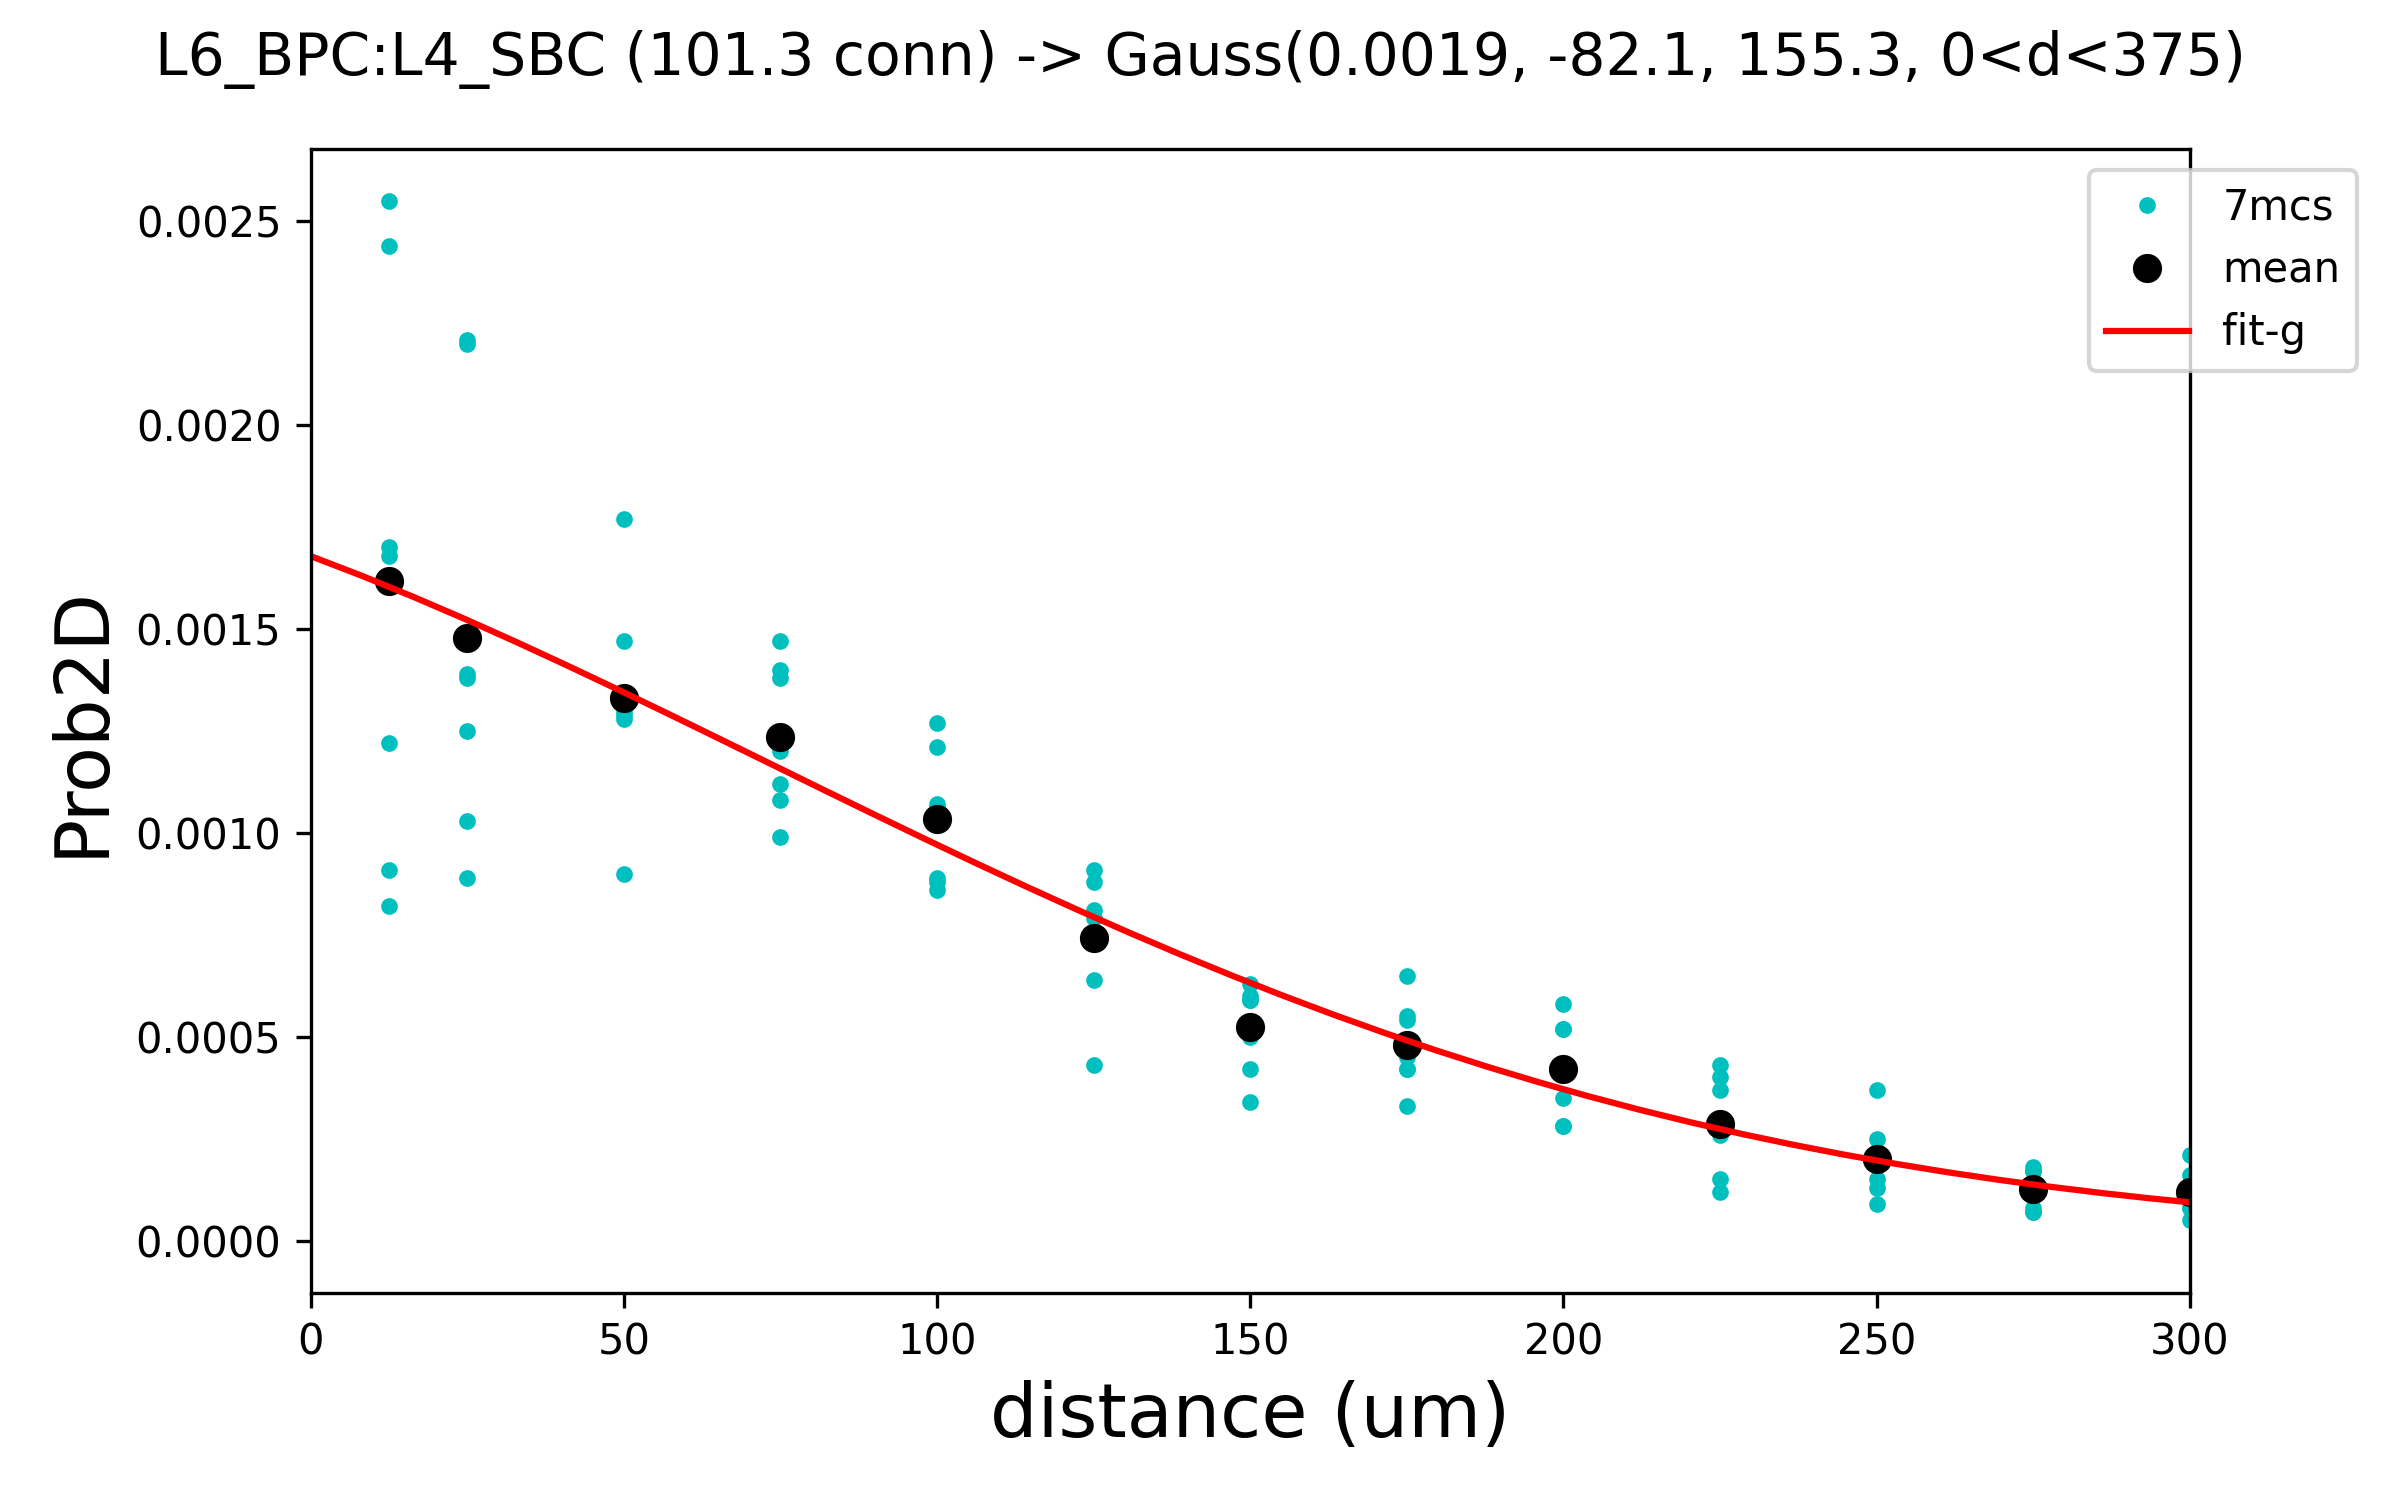 L6_BPC:L4_SBC (101.3 conn) -> Gauss(0.0019, -82.1, 155.3, 0<d<375)
7mcs
mean
fit-g
Prob2D
0.0025
0.0020
0.0015
0.0010
0.0005
0.0000
0 50 100 150 200 250 300
distance (um)